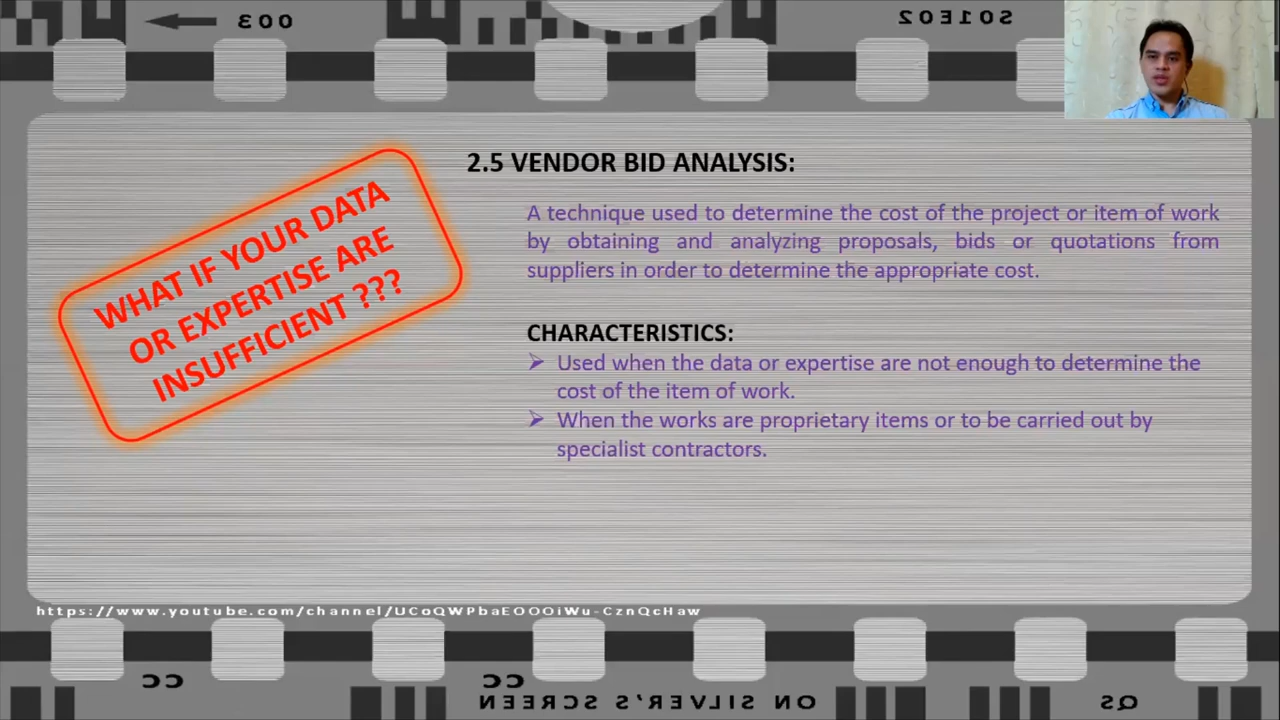 003
S01E02
WHAT IF YOUR DATA
OR EXPERTISE ARE
INSUFFICIENT ???
2.5 VENDOR BID ANALYSIS:
A technique used to determine the cost of the project or item of work
by obtaining and analyzing proposals, bids or quotations from
suppliers in order to determine the appropriate cost.
CHARACTERISTICS:
Used when the data or expertise are not enough to determine the
cost of the item of work.
When the works are proprietary items or to be carried out by
specialist contractors.
https://www.youtube.com/channel/UCoQWPbaEOOOiWu-CznQcHaw
CC
CC
QS
ON SILVER'S SCREEN